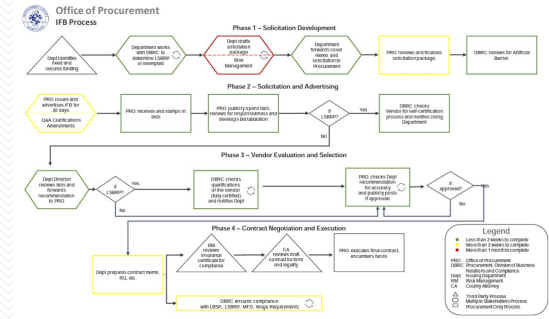 Office of Procurement
IFB Process
Phase 1 – Solicitation Development
Dept identifies
Need and
secures funding
Department works
with DBRC to
determine LSBRP
or exempted
Dept drafts
solicitation
package
Risk
Management
Department
forwards cover
memo and
solicitation to
Procurement
PRO reviews and finalizes
solicitation package.
DBRC reviews for Artificial
Barrier.
Phase 2 – Solicitation and Advertising
PRO Issues and
advertises IFB for
30 days
Q&A Clarifications
Amendments
PRO receives and stamps in
bids
PRO publicly opens bids,
reviews for responsiveness and
develops bid tabulation
If
LSBRP?
Yes
No
DBRC checks
Vendor for self-certification
process and notifies Using
Department
Phase 3 – Vendor Evaluation and Selection
Dept Director
reviews bids and
forwards
recommendation
to PRO
If
LSBRP?
Yes
No
DBRC checks
qualifications
of the vendor
(fully certified) and
notifies Dept
PRO checks Dept
recommendation
for accuracy
and publicly posts
if approved
If
approved?
Yes
No
Phase 4 – Contract Negotiation and Execution
Dept prepares contract memo,
RQ, etc.
RM
reviews
insurance
certificate for
compliance
CA
reviews draft
contract for form
and legality
PRO executes final contract,
encumbers funds
DBRC ensures compliance
with LBSP, LSBRP, MFD, Wage Requirements
Legend
Less than 2 weeks to complete
More than 2 weeks to complete
More than 1 month to complete
PRO Office of Procurement
DBRC Procurement, Division of Business
Relations and Compliance
Dept Issuing Department
RM Risk Management
CA County Attorney
Third Party Process
Multiple Stakeholders Process
Procurement Only Process